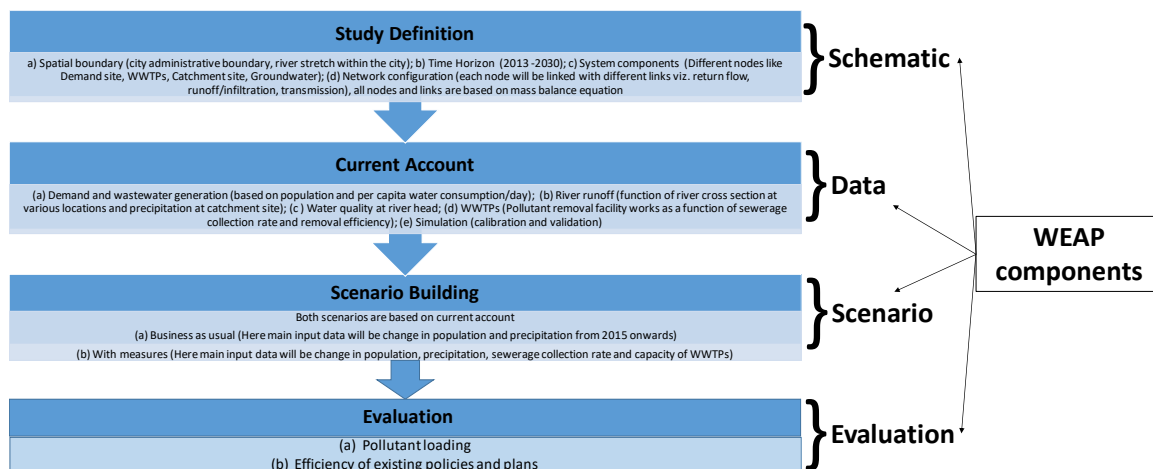 Study Definition
a) Spatial boundary (city administrative boundary, river stretch within the city); b) Time Horizon (2013 -2030); c) System components (Different nodes like
Demand site, WWTPs, Catchment site, Groundwater); (d) Network configuration (each node will be linked with different links viz. return flow,
runoff/infiltration, transmission), all nodes and links are based on mass balance equation
Schematic
Current Account
(a) Demand and wastewater generation (based on population and per capita water consumption/day); (b) River runoff (function of river cross section at
various locations and precipitation at catchment site); (c ) Water quality at river head; (d) WWTPs (Pollutant removal facility works as a function of sewerage
collection rate and removal efficiency); (e) Simulation (calibration and validation)
Data
WEAP
components
Scenario Building
Both scenarios are based on current account
(a) Business as usual (Here main input data will be change in population and precipitation from 2015 onwards)
(b) With measures (Here main input data will be change in population, precipitation, sewerage collection rate and capacity of WWTPs)
Scenario
Evaluation
(a) Pollutant loading
(b) Efficiency of existing policies and plans
Evaluation